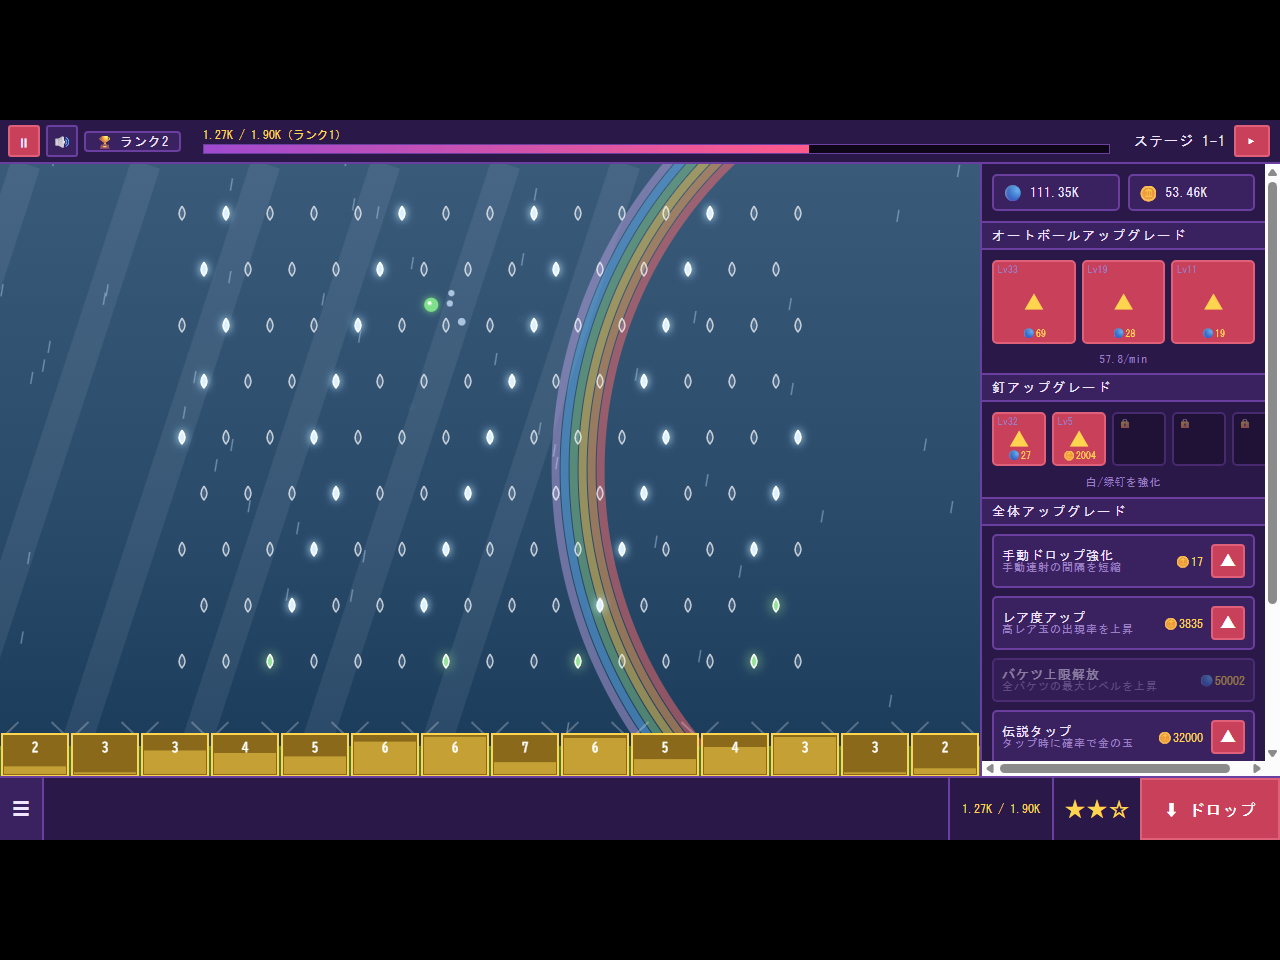 ランク2
1.27K / 1.90K (ランク1)
ステージ 1-1
111.35K
53.46K
オートボールアップグレード
Lv33
Lv19
Lv11
69
28
19
57.8/min
釘アップグレード
Lv32
Lv5
27
2004
白/緑釘を強化
全体アップグレード
手動ドロップ強化
手動連射の間隔を短縮
17
レア度アップ
高レア玉の出現率を上昇
3835
バケツ上限解放
全バケツの最大レベルを上昇
50002
伝説タップ
タップ時に確率で金の玉
32000
2 3 3 4 5 6 6 7 6 5 4 3 3 2
1.27K / 1.90K
★★☆
ドロップ